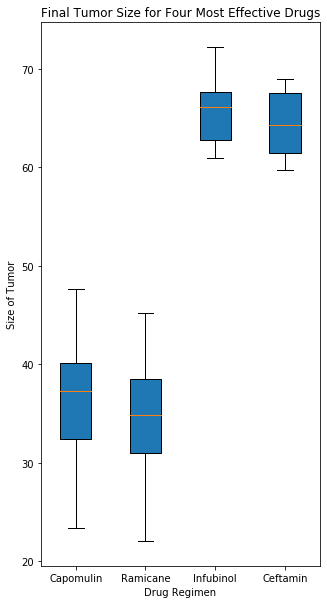 Final Tumor Size for Four Most Effective Drugs
70
60
50
40
30
20
Size of Tumor
Capomulin Ramicane Infubinol Ceftamin
Drug Regimen